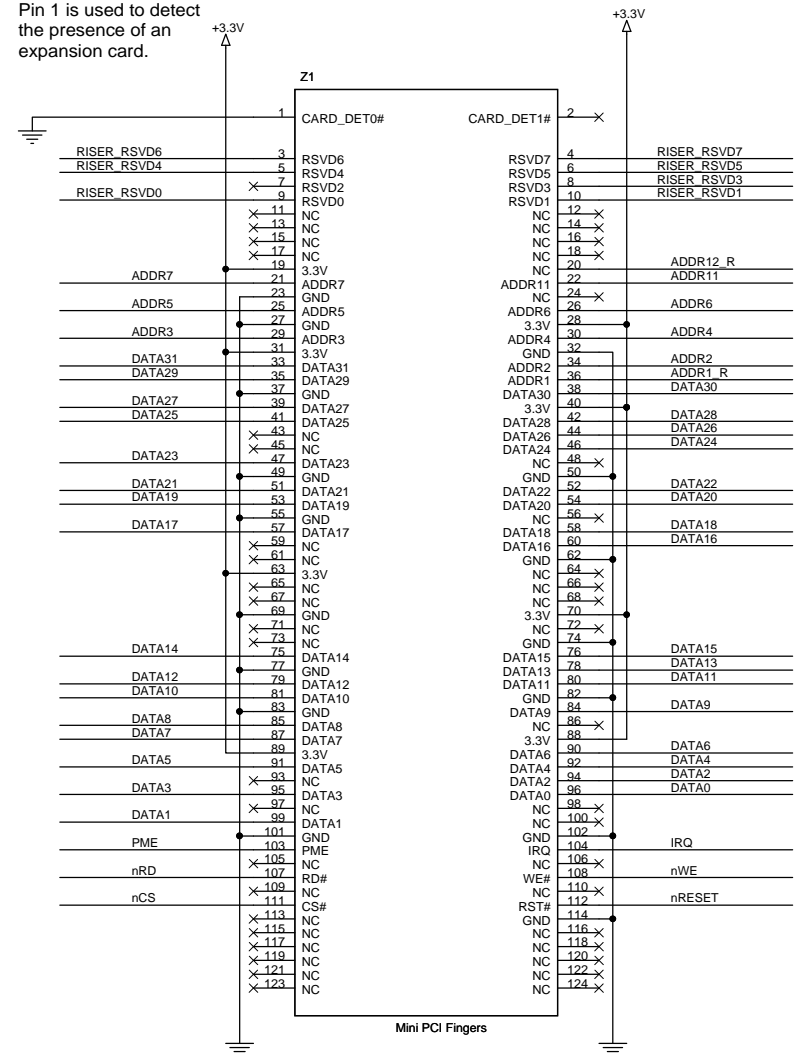 Pin 1 is used to detect
the presence of an
expansion card.
+3.3V
+3.3V
Z1
1 CARD_DET0# CARD_DET1# 2
RISER_RSVD6 3 RSVD6 RSVD7 4 RISER_RSVD7
RISER_RSVD4 5 RSVD4 RSVD5 6 RISER_RSVD5
7 RSVD2 RSVD3 8 RISER_RSVD3
RISER_RSVD0 9 RSVD0 RSVD1 10 RISER_RSVD1
11 NC NC 12
13 NC NC 14
15 NC NC 16
17 NC NC 18
19 3.3V NC 20 ADDR12_R
ADDR7 21 ADDR7 ADDR11 22 ADDR11
23 GND NC 24
ADDR5 25 ADDR5 ADDR6 26 ADDR6
27 GND 3.3V 28
ADDR3 29 ADDR3 ADDR4 30 ADDR4
31 3.3V GND 32
DATA31 33 DATA31 ADDR2 34 ADDR2
DATA29 35 DATA29 ADDR1 36 ADDR1_R
37 GND DATA30 38 DATA30
DATA27 39 DATA27 3.3V 40
DATA25 41 DATA25 DATA28 42 DATA28
43 NC DATA26 44 DATA26
45 NC DATA24 46 DATA24
DATA23 47 DATA23 NC 48
49 GND GND 50
DATA21 51 DATA21 DATA22 52 DATA22
DATA19 53 DATA19 DATA20 54 DATA20
55 GND NC 56
DATA17 57 DATA17 DATA18 58 DATA18
59 NC DATA16 60 DATA16
61 NC GND 62
63 3.3V NC 64
65 NC NC 66
67 NC NC 68
69 GND 3.3V 70
71 NC NC 72
73 NC GND 74
DATA14 75 DATA14 DATA15 76 DATA15
77 GND DATA13 78 DATA13
DATA12 79 DATA12 DATA11 80 DATA11
DATA10 81 DATA10 GND 82
83 GND DATA9 84 DATA9
DATA8 85 DATA8 NC 86
DATA7 87 DATA7 3.3V 88
89 3.3V DATA6 90 DATA6
DATA5 91 DATA5 DATA4 92 DATA4
93 NC DATA2 94 DATA2
DATA3 95 DATA3 DATA0 96 DATA0
97 NC NC 98
DATA1 99 DATA1 NC 100
101 GND GND 102
PME 103 PME IRQ 104 IRQ
105 NC NC 106
nRD 107 RD# WE# 108 nWE
109 NC NC 110
nCS 111 CS# RST# 112 nRESET
113 NC GND 114
115 NC NC 116
117 NC NC 118
119 NC NC 120
121 NC NC 122
123 NC NC 124
Mini PCI Fingers